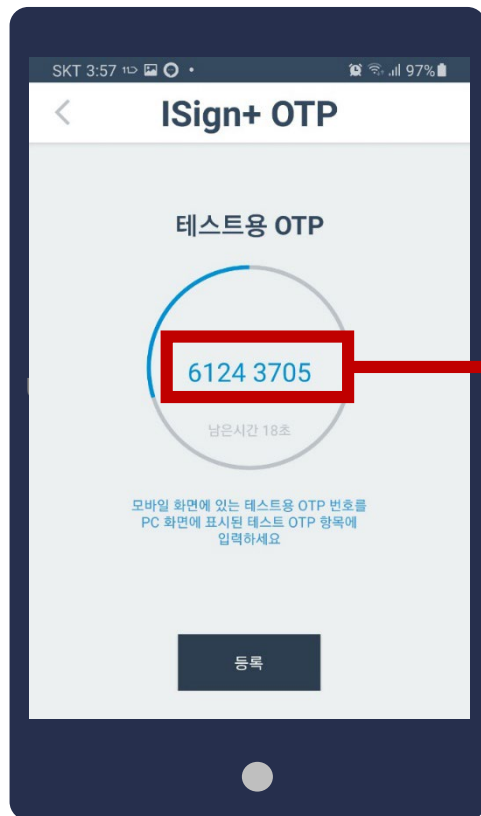 SKT 3:57 97%
ISign+ OTP
테스트용 OTP
6124 3705
남은시간 18초
모바일 화면에 있는 테스트용 OTP 번호를
PC 화면에 표시된 테스트 OTP 항목에
입력하세요
등록